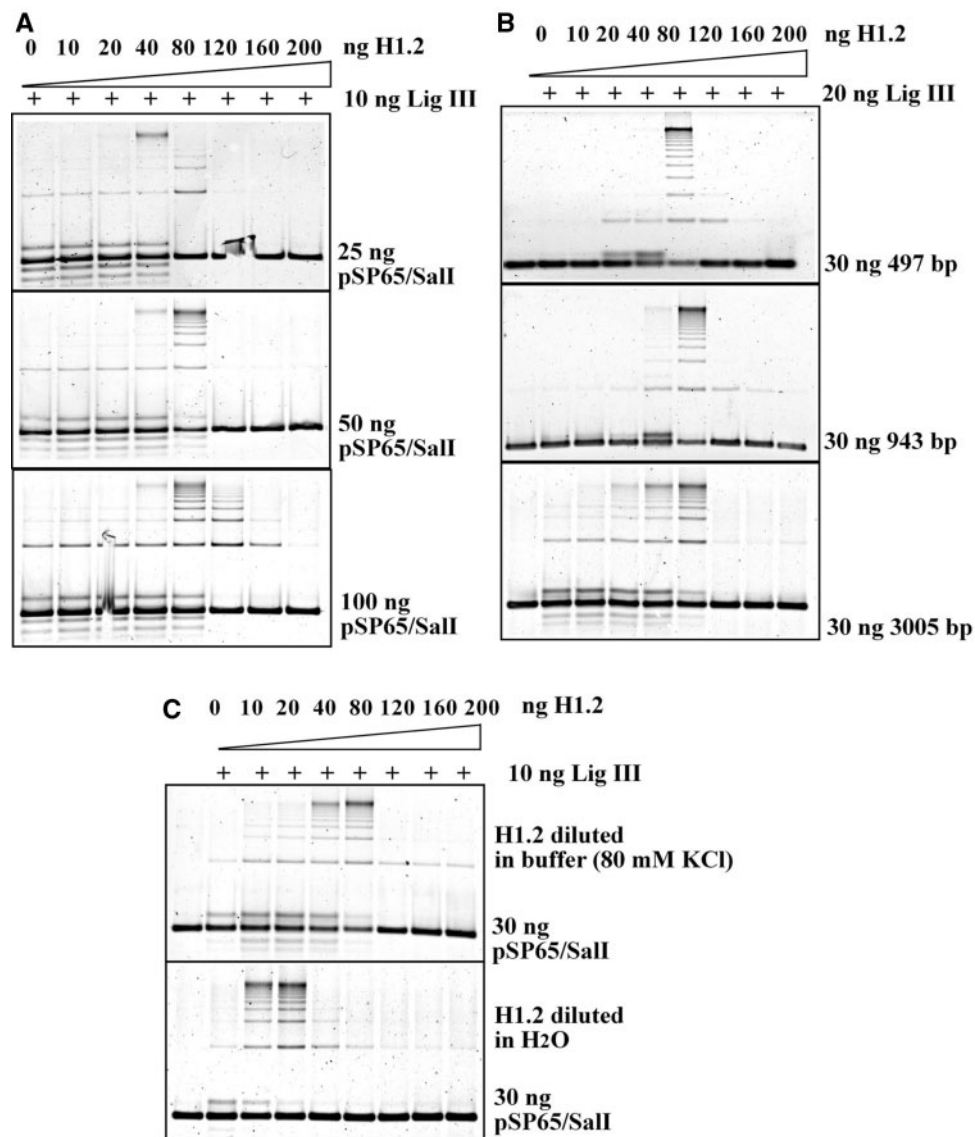 A
0 10 20 40 80 120 160 200 ng H1.2
+ + + + + + + + 10 ng Lig III
25 ng
pSP65/SalI
50 ng
pSP65/SalI
100 ng
pSP65/SalI
B
0 10 20 40 80 120 160 200 ng H1.2
+ + + + + + + + 20 ng Lig III
30 ng 497 bp
30 ng 943 bp
30 ng 3005 bp
C
0 10 20 40 80 120 160 200 ng H1.2
+ + + + + + + + 10 ng Lig III
H1.2 diluted
in buffer (80 mM KCl)
30 ng
pSP65/SalI
H1.2 diluted
in H2O
30 ng
pSP65/SalI